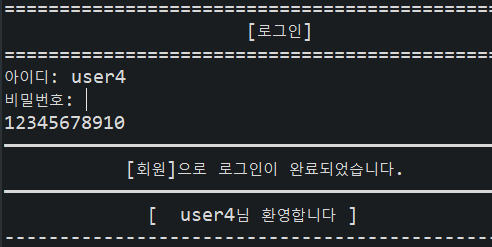 [로그인]
아이디: user4
비밀번호:
12345678910
[회원]으로 로그인이 완료되었습니다.
[  user4님 환영합니다 ]